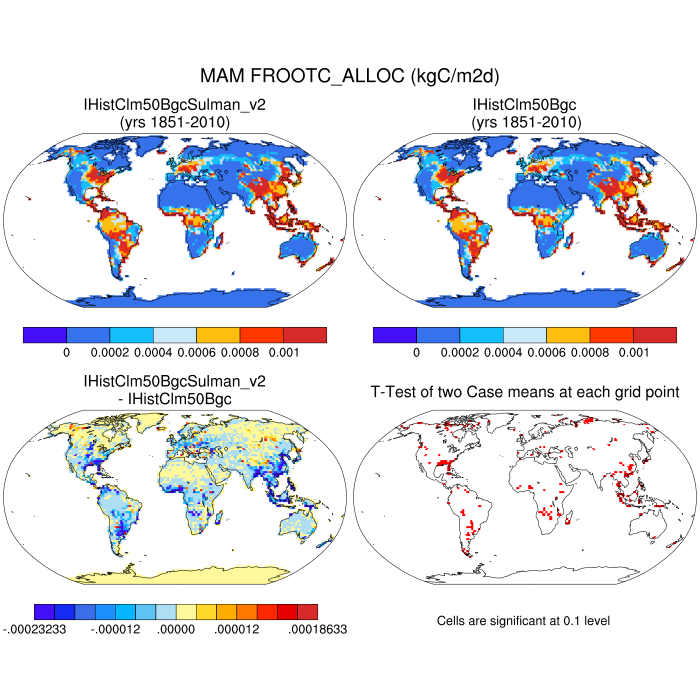 MAM FROOTC_ALLOC (kgC/m2d)
IHistClm50BgcSulman_v2
(yrs 1851-2010)
IHistClm50Bgc
(yrs 1851-2010)
0 0.0002 0.0004 0.0006 0.0008 0.001
0 0.0002 0.0004 0.0006 0.0008 0.001
IHistClm50BgcSulman_v2
- IHistClm50Bgc
T-Test of two Case means at each grid point
-.00023233 -.000012 .00000 .000012 .00018633
Cells are significant at 0.1 level